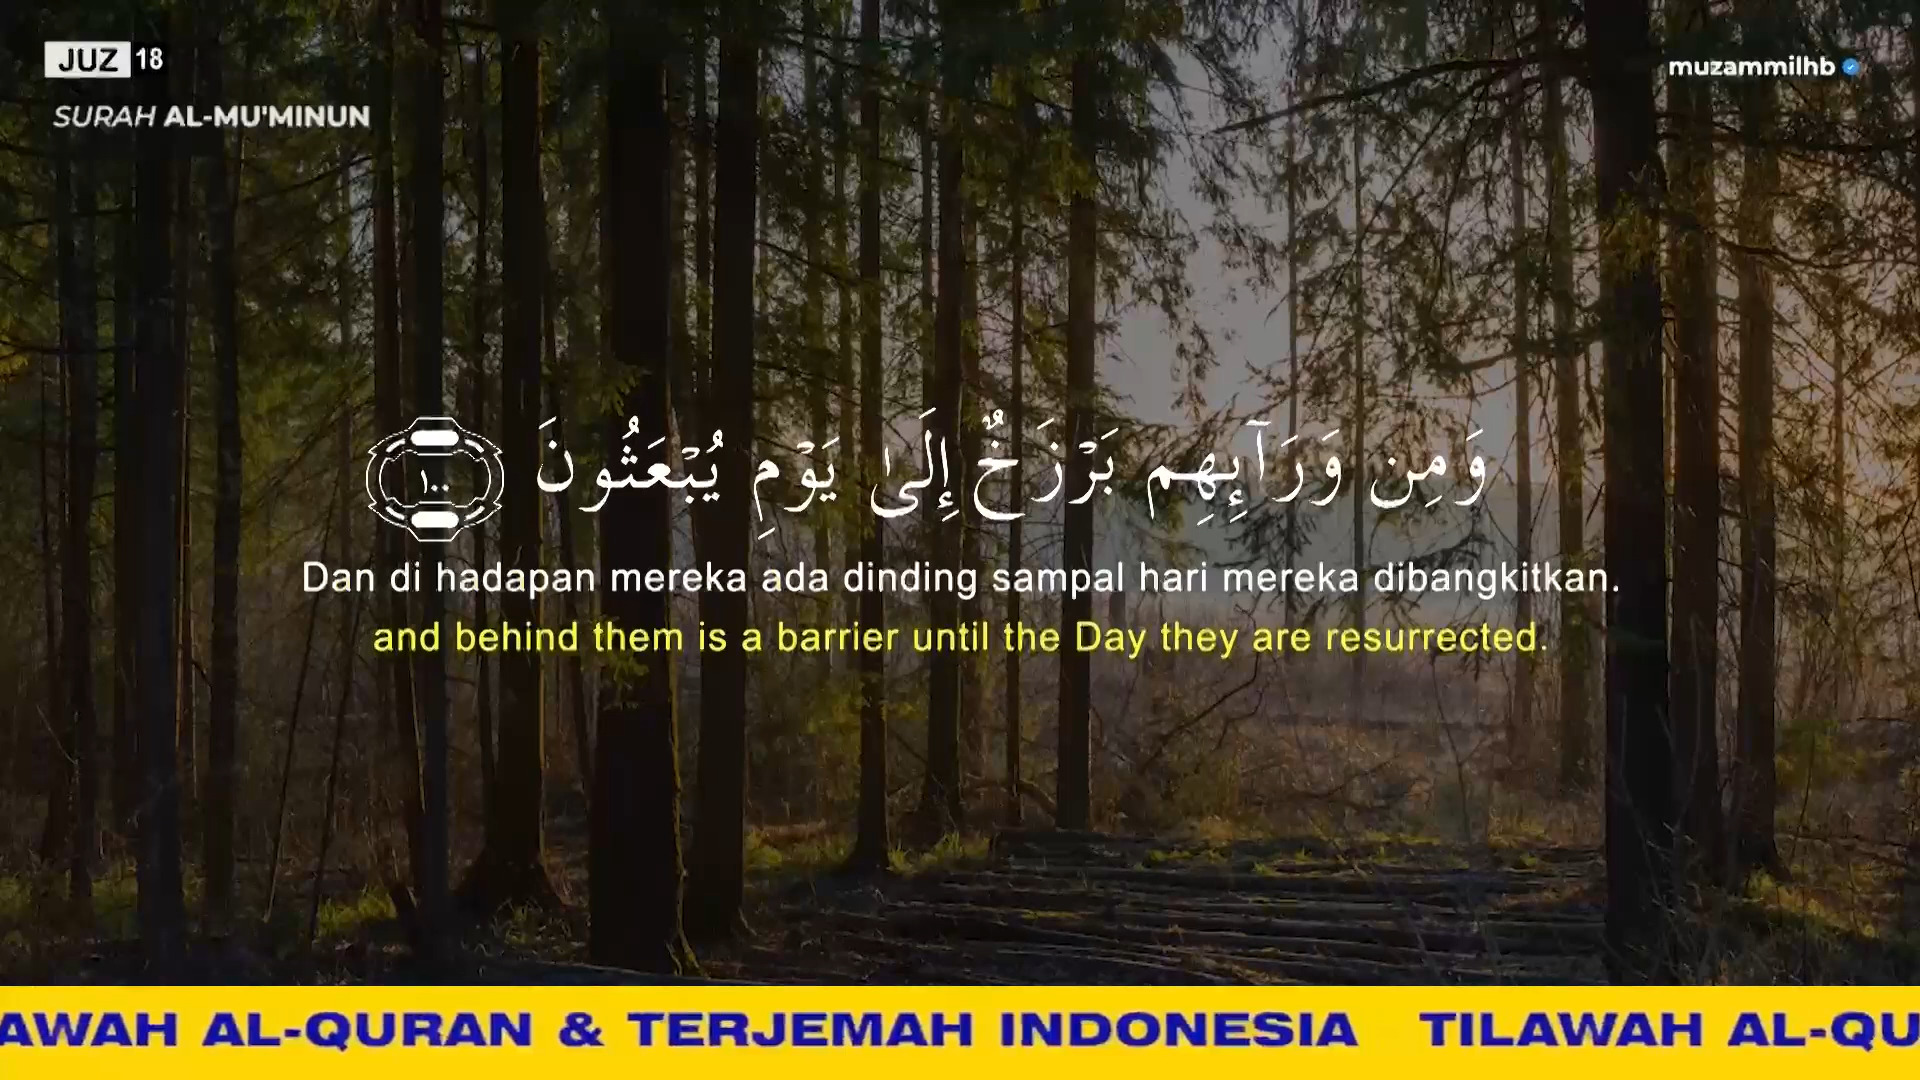 JUZ 18
muzammilhb
SURAH AL-MU'MINUN
وَمِن وَرَآئِهِم بَرْزَخٌ إِلَىٰ يَوْمِ يُبْعَثُونَ ١٠٠
Dan di hadapan mereka ada dinding sampal hari mereka dibangkitkan.
and behind them is a barrier until the Day they are resurrected.
AWAH AL-QURAN & TERJEMAH INDONESIA TILAWAH AL-QU